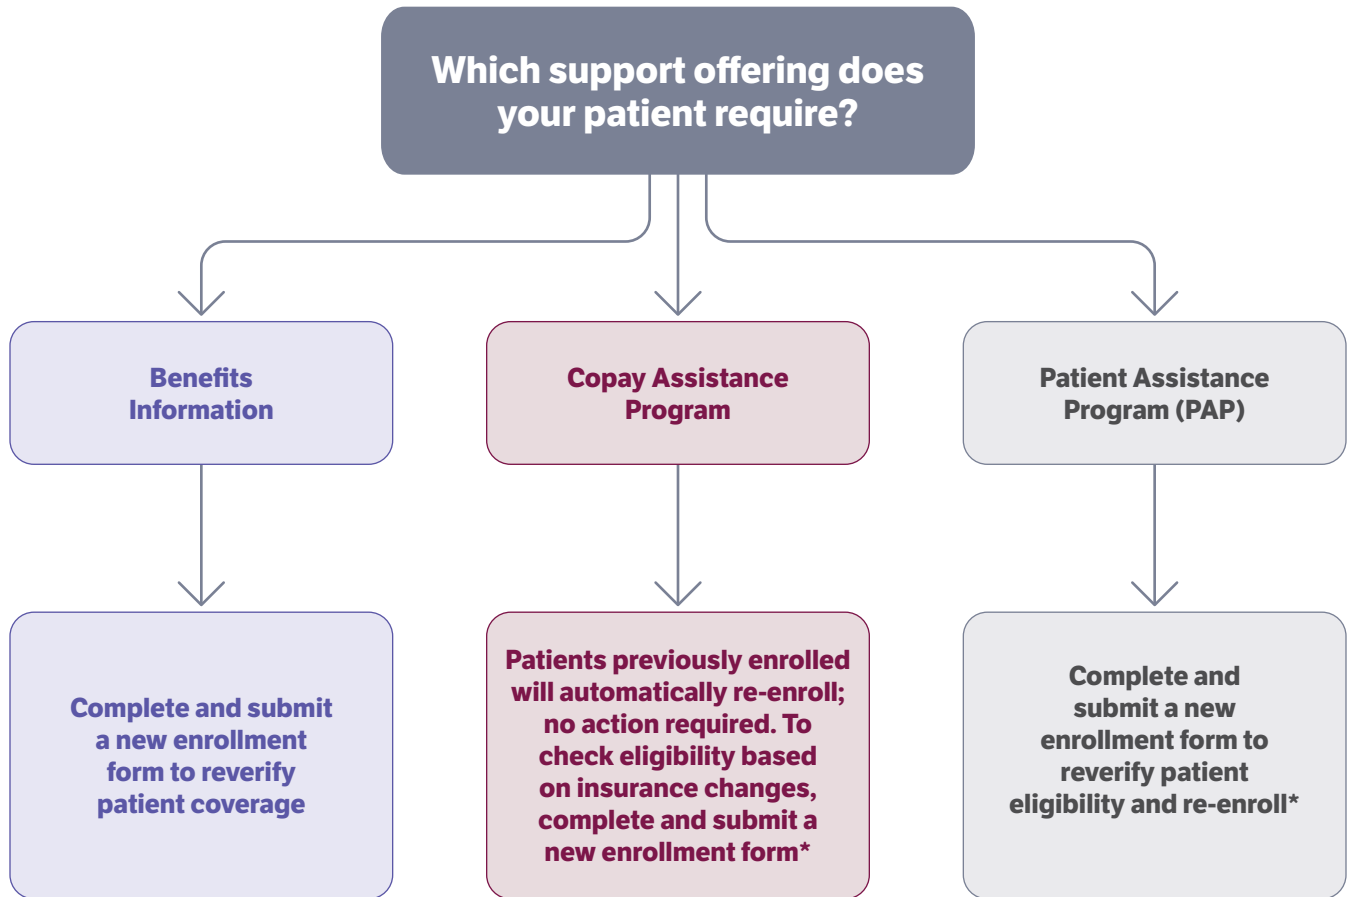 Which support offering does
your patient require?
Benefits
Information
Copay Assistance
Program
Patient Assistance
Program (PAP)
Complete and submit
a new enrollment
form to reverify
patient coverage
Patients previously enrolled
will automatically re-enroll;
no action required. To
check eligibility based
on insurance changes,
complete and submit a
new enrollment form*
Complete and
submit a new
enrollment form to
reverify patient
eligibility and re-enroll*